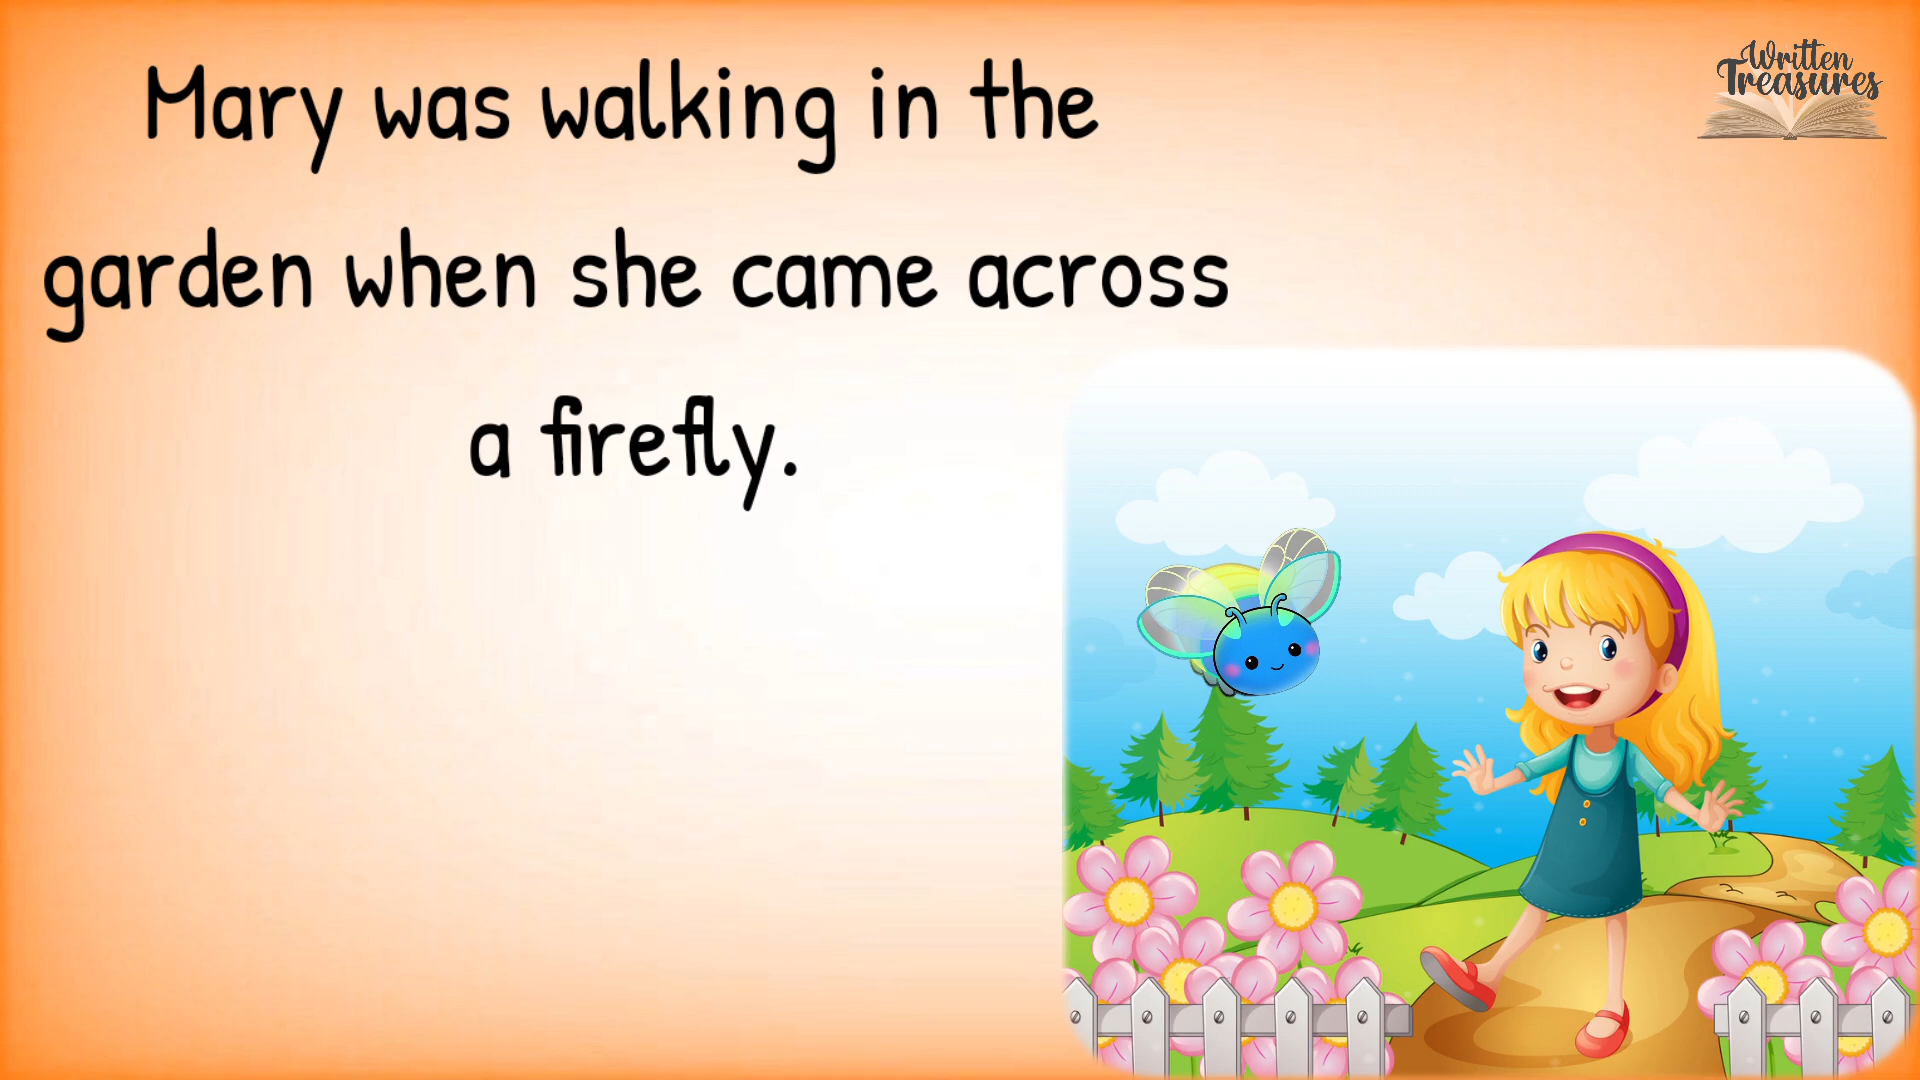 Mary was walking in the
garden when she came across
a firefly.
Written
Treasures